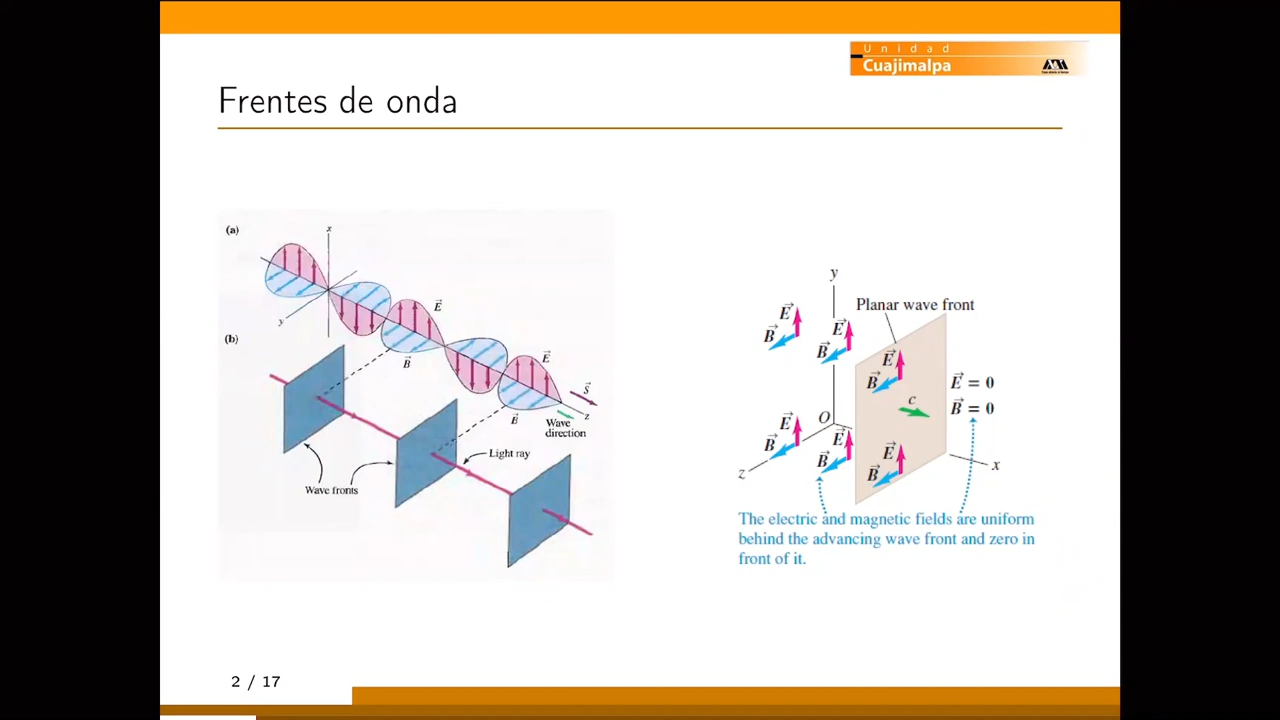 Unidad
Cuajimalpa
Frentes de onda
(a)
x
y
E
B
E
B
S
z
Wave
direction
(b)
Light ray
Wave fronts
y
Planar wave front
E
B
E
B
E
B
E = 0
B = 0
c
O
E
B
E
B
E
B
z
x
The electric and magnetic fields are uniform
behind the advancing wave front and zero in
front of it.
2 / 17